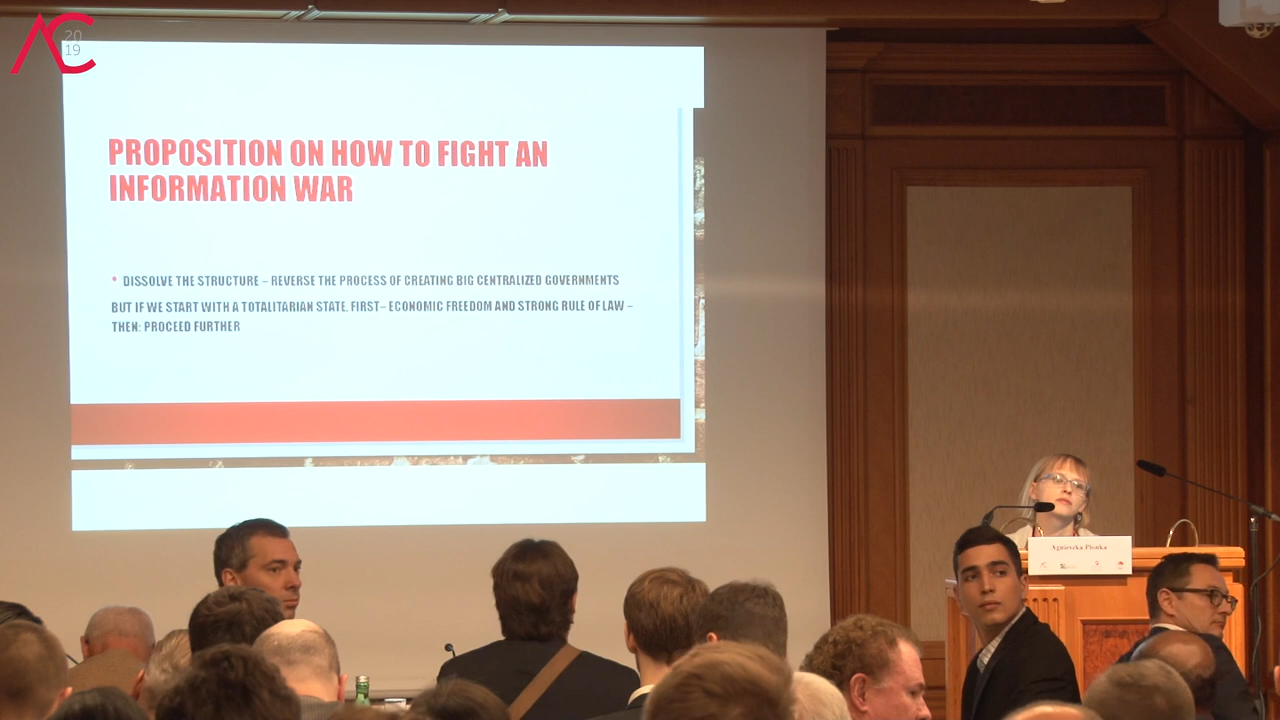 20
19
PROPOSITION ON HOW TO FIGHT AN
INFORMATION WAR
• DISSOLVE THE STRUCTURE – REVERSE THE PROCESS OF CREATING BIG CENTRALIZED GOVERNMENTS
BUT IF WE START WITH A TOTALITARIAN STATE. FIRST– ECONOMIC FREEDOM AND STRONG RULE OF LAW –
THEN: PROCEED FURTHER
Agnieszka Płonka